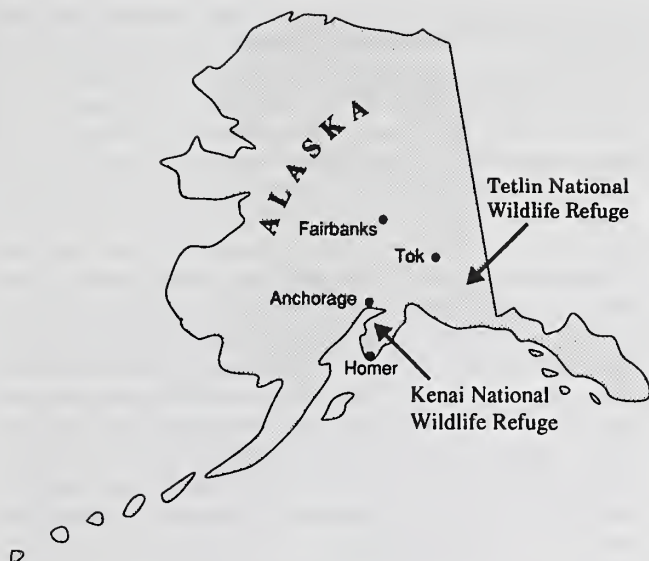 ALASKA
Tetlin National
Wildlife Refuge
Fairbanks
Tok
Anchorage
Homer
Kenai National
Wildlife Refuge